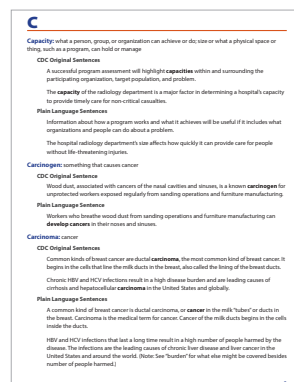 C
Capacity: what a person, group, organization can achieve or do; size or what a physical space or
thing, such as a program, can hold or manage
CDC Original Sentences
A successful program assessment will highlight capacities within and surrounding the
participating organization, target population, and problem.
The capacity of the radiology department is a major factor in determining a hospital's capacity
to provide timely care for non-critical casualties.
Plain Language Sentences
Information about how a program works and what it achieves will be useful if it includes what
organizations and people can do about a problem.
The hospital radiology department's size affects how quickly it can provide care for people
without life-threatening injuries.
Carcinogen: something that causes cancer
CDC Original Sentence
Wood dust, associated with cancers of the nasal cavities and sinuses, is a known carcinogen for
unprotected workers exposed regularly from sanding operations and furniture manufacturing.
Plain Language Sentence
Workers who breathe wood dust from sanding operations and furniture manufacturing can
develop cancers in their noses and sinuses.
Carcinoma: cancer
CDC Original Sentences
Common kinds of breast cancer are ductal carcinoma, the most common kind of breast cancer. It
begins in the cells that line the milk ducts in the breast, also called the lining of the breast ducts.
Chronic HBV and HCV infections result in a high disease burden and are leading causes of
cirrhosis and hepatocellular carcinoma in the United States and globally.
Plain Language Sentences
A common kind of breast cancer is ductal carcinoma, or cancer in the milk "tubes" or ducts in
the breast. Carcinoma is the medical term for cancer. Cancer of the milk ducts begins in the cells
inside the ducts.
HBV and HCV infections that last a long time result in a high number of people harmed by the
disease. The infections are the leading causes of chronic liver disease and liver cancer in the
United States and around the world. (Note: See "burden" for what else might be covered besides
number of people harmed.)